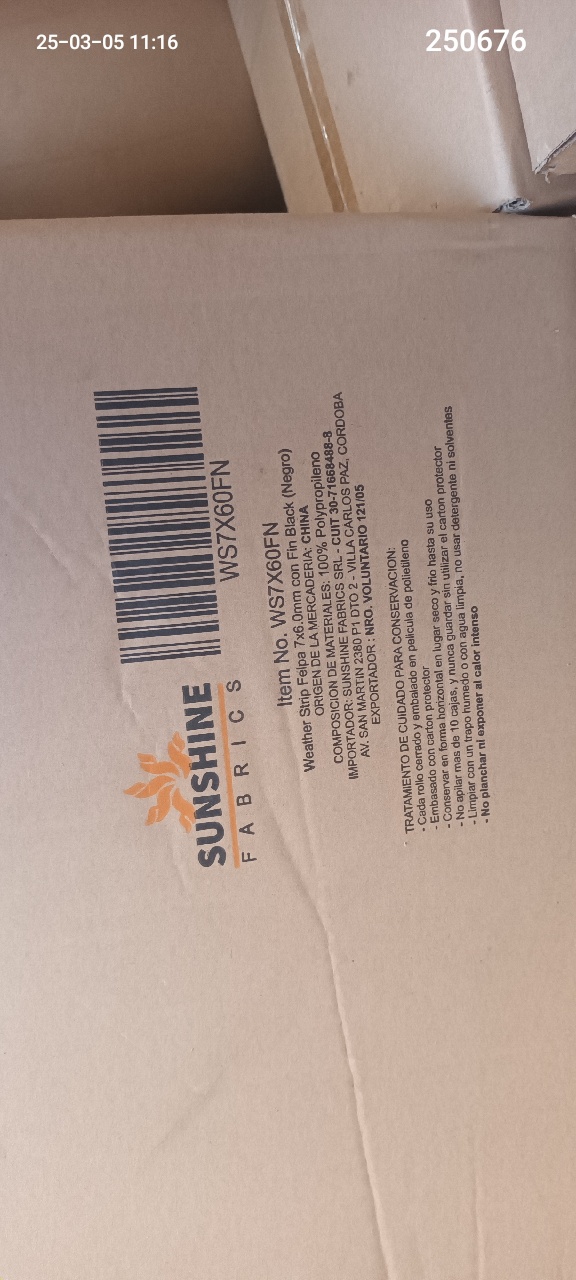 25-03-05 11:16
250676
SUNSHINE
FABRICS
WS7X60FN
Item No. WS7X60FN
Weather Strip Felpa 7x6.0mm con Fin Black (Negro)
ORIGEN DE LA MERCADERIA: CHINA
COMPOSICION DE MATERIALES: 100% Polypropileno
IMPORTADOR: SUNSHINE FABRICS SRL - CUIT 30-71668488-8
AV. SAN MARTIN 2380 P1 DTO 2 - VILLA CARLOS PAZ, CORDOBA
EXPORTADOR : NRO. VOLUNTARIO 121/05
TRATAMIENTO DE CUIDADO PARA CONSERVACION:
- Cada rollo cerrado y embalado en pelicula de polietileno
- Embasado con carton protector
- Conservar en forma horizontal en lugar seco y frio hasta su uso
- No apilar mas de 10 cajas, y nunca guardar sin utilizar el carton protector
- Limpiar con un trapo humedo o con agua limpia, no usar detergente ni solventes
- No planchar ni exponer al calor intenso